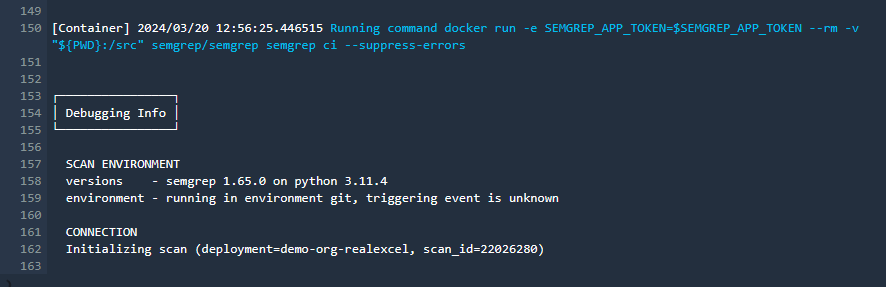 149
150 [Container] 2024/03/20 12:56:25.446515 Running command docker run -e SEMGREP_APP_TOKEN=$SEMGREP_APP_TOKEN --rm -v
"${PWD}:/src" semgrep/semgrep semgrep ci --suppress-errors
151
152
153
154 Debugging Info
155
156
157 SCAN ENVIRONMENT
158 versions    - semgrep 1.65.0 on python 3.11.4
159 environment - running in environment git, triggering event is unknown
160
161 CONNECTION
162 Initializing scan (deployment=demo-org-realexcel, scan_id=22026280)
163